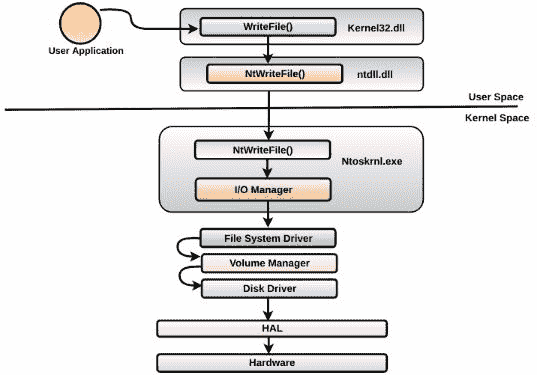 WriteFile()
Kernel32.dll
User Application
NtWriteFile()
ntdll.dll
User Space
Kernel Space
NtWriteFile()
Ntoskrnl.exe
I/O Manager
File System Driver
Volume Manager
Disk Driver
HAL
Hardware